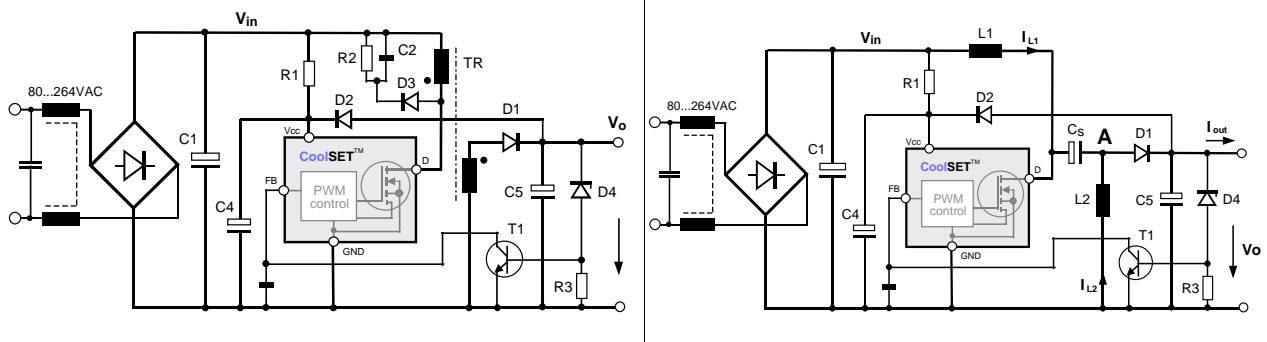 Vin
R2
C2
TR
R1
D3
80...264VAC
D2
D1
Vo
C1
Vcc
CoolSET™
D
PWM
control
FB
C5
D4
C4
GND
T1
R3
L1
IL1
Vin
R1
80...264VAC
D2
CS
A
D1
Iout
C1
Vcc
CoolSET™
D
PWM
control
FB
L2
C5
D4
C4
T1
GND
Vo
IL2
R3